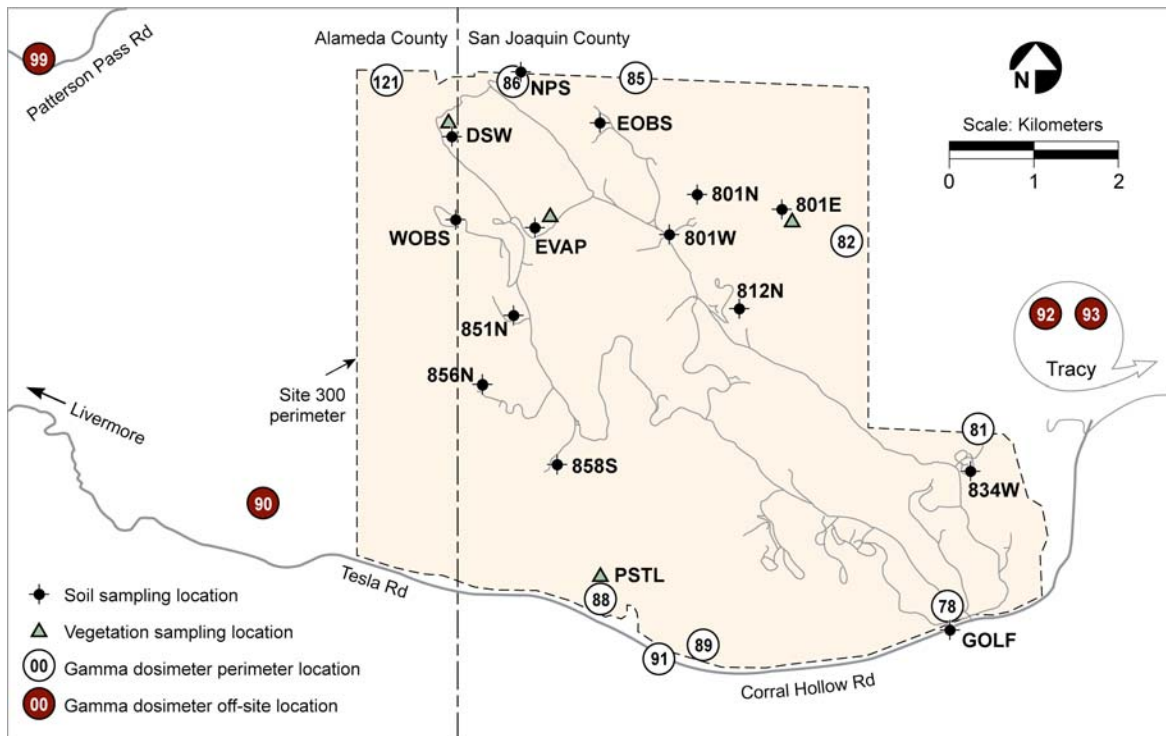 Alameda County
San Joaquin County
99
Patterson Pass Rd
121
86
NPS
85
N
Scale: Kilometers
0 1 2
DSW
EOBS
801N
801E
WOBS
EVAP
801W
82
812N
851N
92 93
Tracy
856N
Site 300
perimeter
Livermore
81
858S
834W
90
Tesla Rd
PSTL
88
78
GOLF
89
91
Corral Hollow Rd
Soil sampling location
Vegetation sampling location
00 Gamma dosimeter perimeter location
00 Gamma dosimeter off-site location